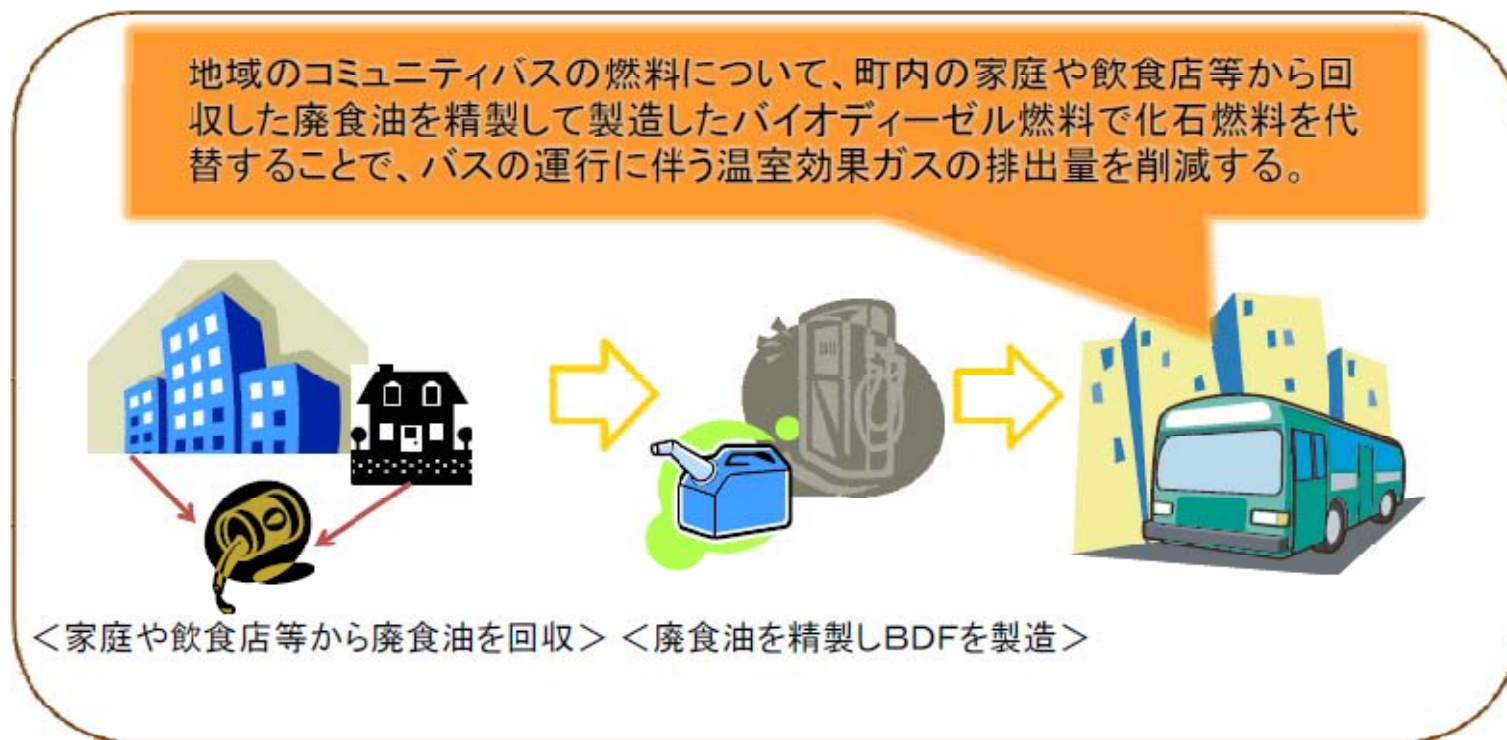 地域のコミュニティバスの燃料について、町内の家庭や飲食店等から回
収した廃食油を精製して製造したバイオディーゼル燃料で化石燃料を代
替することで、バスの運行に伴う温室効果ガスの排出量を削減する。
＜家庭や飲食店等から廃食油を回収＞ ＜廃食油を精製しBDFを製造＞